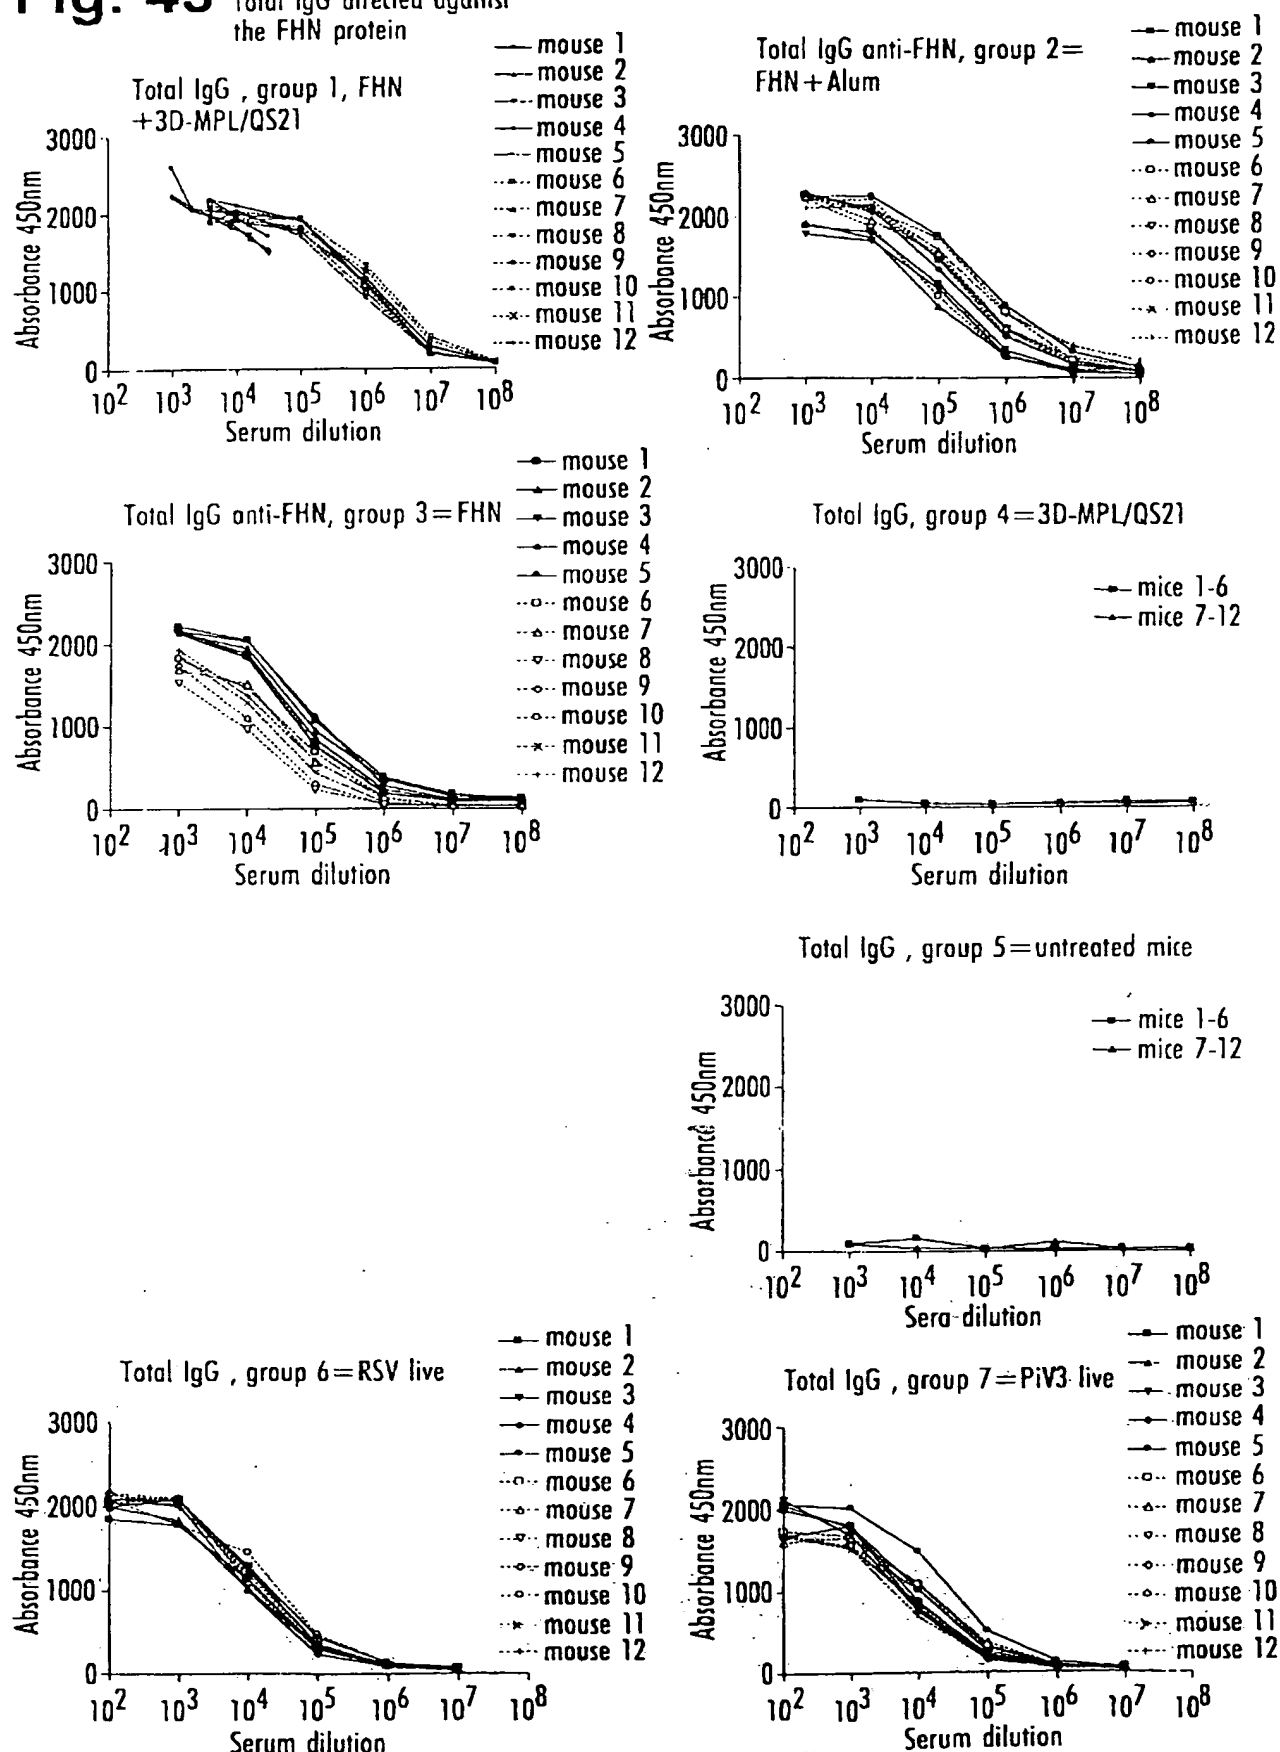 Fig. 43 Total IgG directed against
the FHN protein
Total IgG , group 1, FHN
+3D-MPL/QS21
mouse 1
mouse 2
mouse 3
mouse 4
mouse 5
mouse 6
mouse 7
mouse 8
mouse 9
mouse 10
mouse 11
mouse 12
Absorbance 450nm
3000
2000
1000
0
10² 10³ 10⁴ 10⁵ 10⁶ 10⁷ 10⁸
Serum dilution
Total IgG anti-FHN, group 2=
FHN+Alum
mouse 1
mouse 2
mouse 3
mouse 4
mouse 5
mouse 6
mouse 7
mouse 8
mouse 9
mouse 10
mouse 11
mouse 12
Absorbance 450nm
3000
2000
1000
0
10² 10³ 10⁴ 10⁵ 10⁶ 10⁷ 10⁸
Serum dilution
Total IgG anti-FHN, group 3=FHN
mouse 1
mouse 2
mouse 3
mouse 4
mouse 5
mouse 6
mouse 7
mouse 8
mouse 9
mouse 10
mouse 11
mouse 12
Absorbance 450nm
3000
2000
1000
0
10² 10³ 10⁴ 10⁵ 10⁶ 10⁷ 10⁸
Serum dilution
Total IgG, group 4=3D-MPL/QS21
mice 1-6
mice 7-12
Absorbance 450nm
3000
2000
1000
0
10² 10³ 10⁴ 10⁵ 10⁶ 10⁷ 10⁸
Serum dilution
Total IgG , group 5=untreated mice
mice 1-6
mice 7-12
Absorbance 450nm
3000
2000
1000
0
10² 10³ 10⁴ 10⁵ 10⁶ 10⁷ 10⁸
Sera dilution
Total IgG , group 6=RSV live
mouse 1
mouse 2
mouse 3
mouse 4
mouse 5
mouse 6
mouse 7
mouse 8
mouse 9
mouse 10
mouse 11
mouse 12
Absorbance 450nm
3000
2000
1000
0
10² 10³ 10⁴ 10⁵ 10⁶ 10⁷ 10⁸
Serum dilution
Total IgG , group 7=PiV3 live
mouse 1
mouse 2
mouse 3
mouse 4
mouse 5
mouse 6
mouse 7
mouse 8
mouse 9
mouse 10
mouse 11
mouse 12
Absorbance 450nm
3000
2000
1000
0
10² 10³ 10⁴ 10⁵ 10⁶ 10⁷ 10⁸
Serum dilution